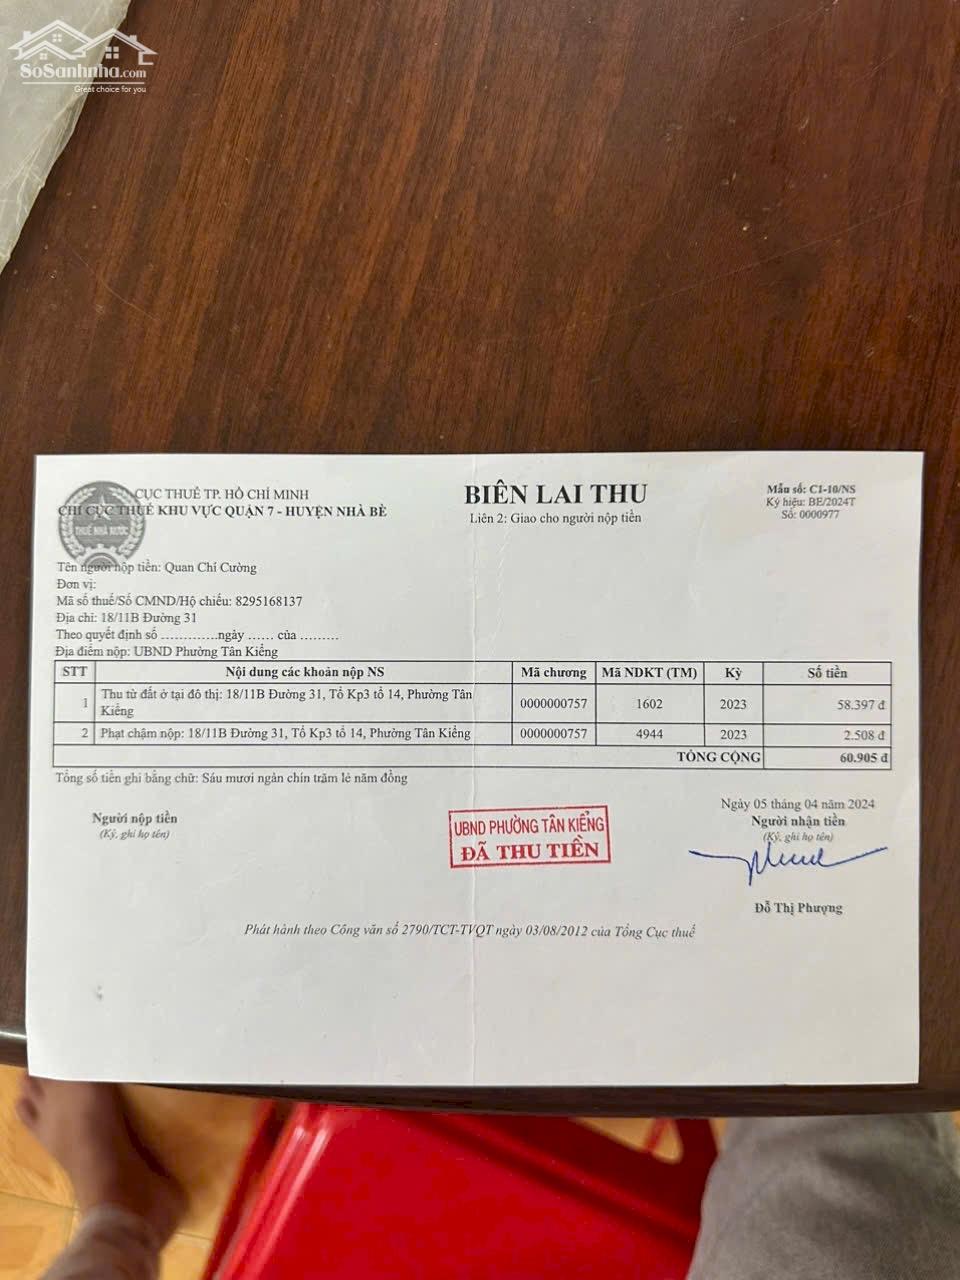 SoSanhnha.com
Great choice for you
CỤC THUẾ TP. HỒ CHÍ MINH
CHI CỤC THUẾ KHU VỰC QUẬN 7 - HUYỆN NHÀ BÈ
THUẾ NHÀ NƯỚC
BIÊN LAI THU
Liên 2: Giao cho người nộp tiền
Mẫu số: C1-10/NS
Ký hiệu: BE/2024T
Số: 0000977
Tên người nộp tiền: Quan Chí Cường
Đơn vị:
Mã số thuế/Số CMND/Hộ chiếu: 8295168137
Địa chỉ: 18/11B Đường 31
Theo quyết định số .............ngày ...... của .........
Địa điểm nộp: UBND Phường Tân Kiểng
STT Nội dung các khoản nộp NS Mã chương Mã NDKT (TM) Kỳ Số tiền
1 Thu từ đất ở tại đô thị: 18/11B Đường 31, Tổ Kp3 tổ 14, Phường Tân Kiểng 0000000757 1602 2023 58.397 đ
2 Phạt chậm nộp: 18/11B Đường 31, Tổ Kp3 tổ 14, Phường Tân Kiểng 0000000757 4944 2023 2.508 đ
TỔNG CỘNG 60.905 đ
Tổng số tiền ghi bằng chữ: Sáu mươi ngàn chín trăm lẻ năm đồng
Người nộp tiền
(Ký, ghi họ tên)
UBND PHƯỜNG TÂN KIỂNG
ĐÃ THU TIỀN
Ngày 05 tháng 04 năm 2024
Người nhận tiền
(Ký, ghi họ tên)
Đỗ Thị Phượng
Phát hành theo Công văn số 2790/TCT-TVQT ngày 03/08/2012 của Tổng Cục thuế